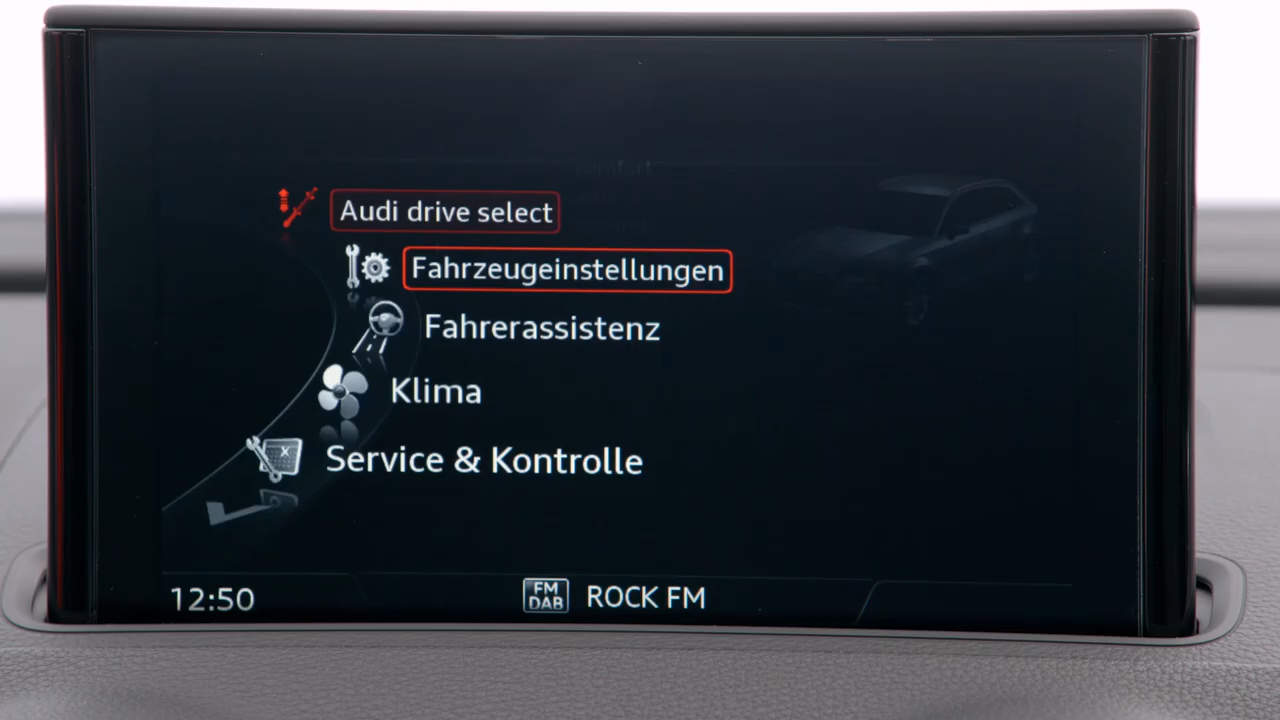 Audi drive select
Fahrzeugeinstellungen
Fahrerassistenz
Klima
Service & Kontrolle
12:50
FM
DAB
ROCK FM